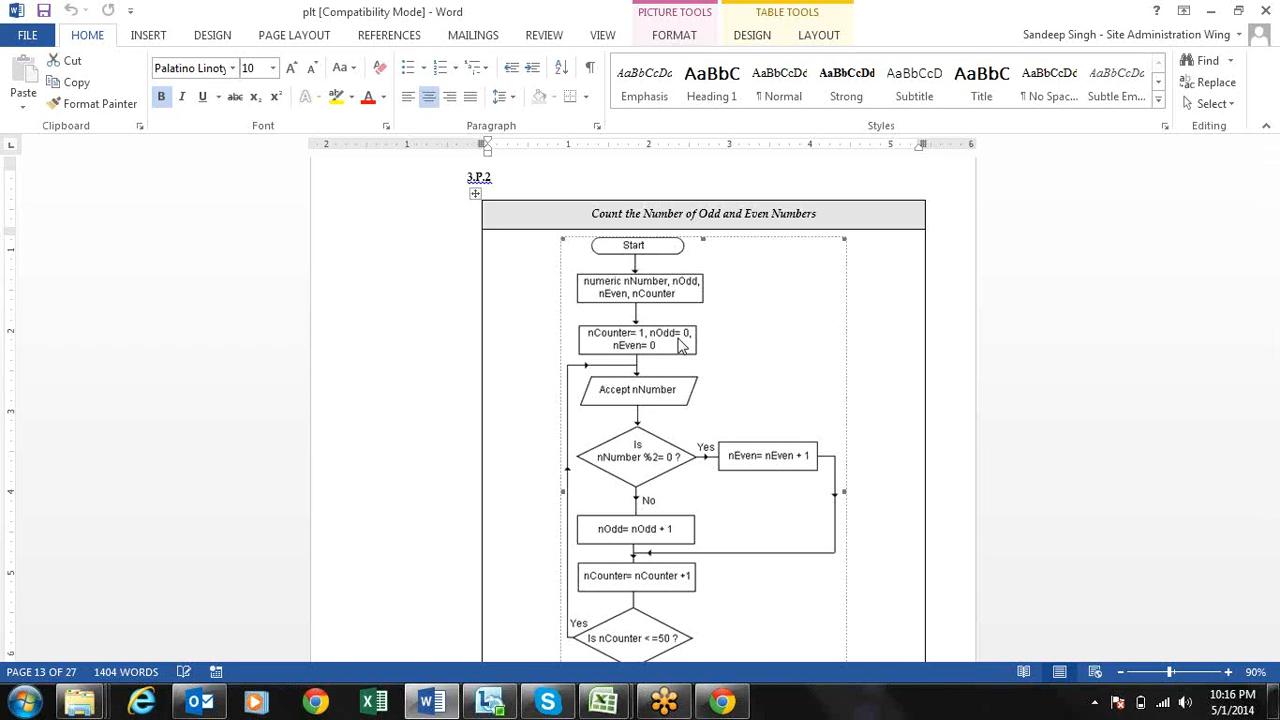 plt [Compatibility Mode] - Word
PICTURE TOOLS
TABLE TOOLS
FILE
HOME
INSERT
DESIGN
PAGE LAYOUT
REFERENCES
MAILINGS
REVIEW
VIEW
FORMAT
DESIGN
LAYOUT
Sandeep Singh - Site Administration Wing
Paste
Cut
Copy
Format Painter
Clipboard
Palatino Linoty
10
Font
Paragraph
AaBbCcDd
Emphasis
AaBbC
Heading 1
AaBbCcDd
¶ Normal
AaBbCcDd
Strong
AaBbCcDd
Subtitle
AaBbC
Title
AaBbCcDd
¶ No Spac...
AaBbCcDd
Subtle Em...
Styles
Find
Replace
Select
Editing
3.P.2
Count the Number of Odd and Even Numbers
Start
numeric nNumber, nOdd,
nEven, nCounter
nCounter= 1, nOdd= 0,
nEven= 0
Accept nNumber
Is
nNumber %2= 0 ?
Yes
nEven= nEven + 1
No
nOdd= nOdd + 1
nCounter= nCounter +1
Yes
Is nCounter < =50 ?
PAGE 13 OF 27
1404 WORDS
90%
10:16 PM
5/1/2014